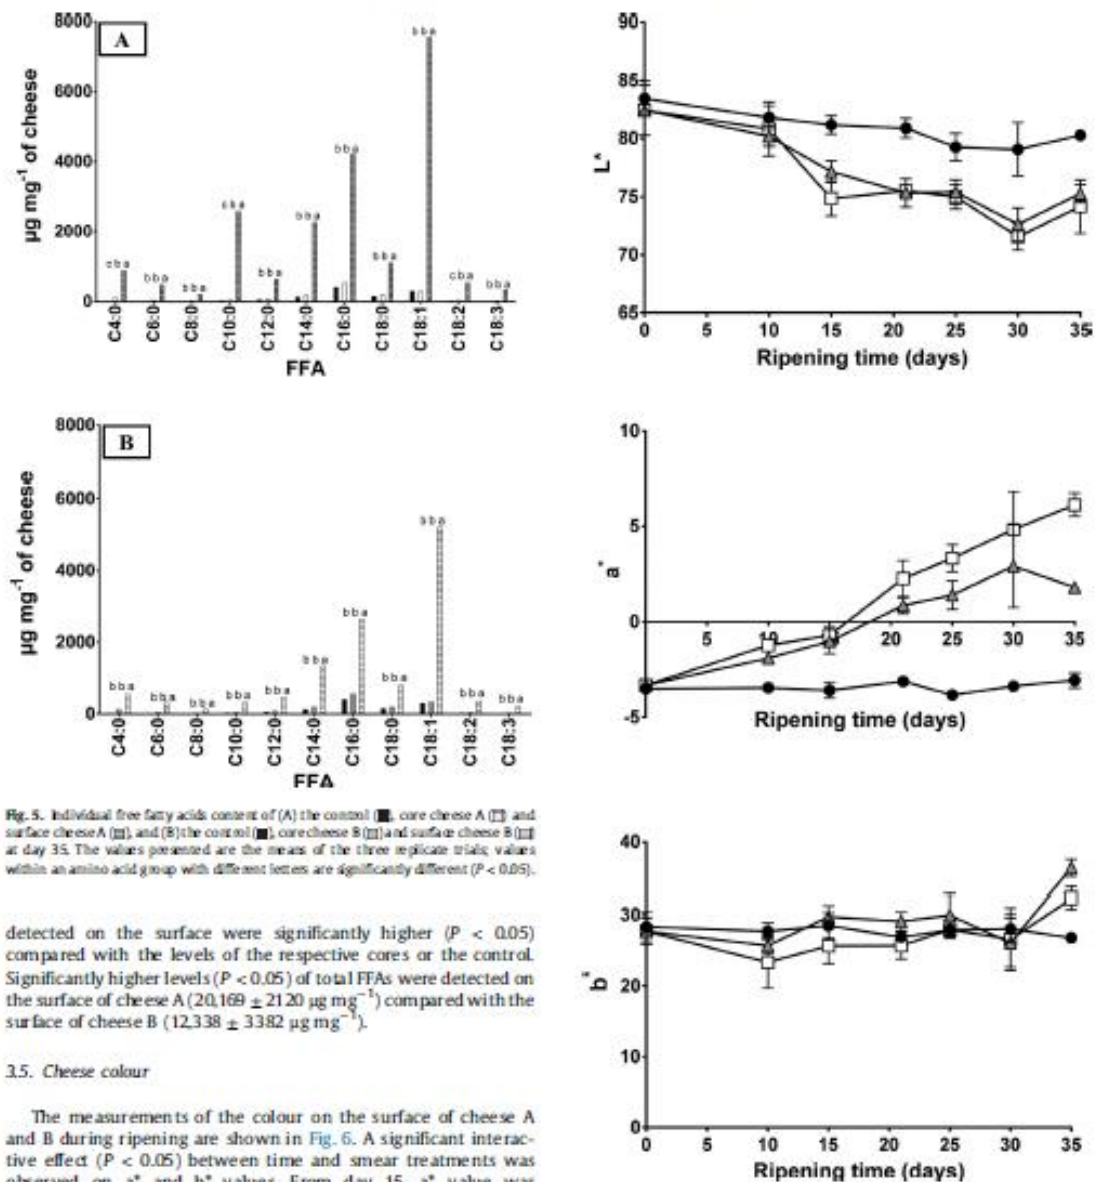 8000
A
6000
4000
2000
0
µg mg⁻¹ of cheese
c b a
b b a
b b a
c b a
b b a
b b a
b b a
b b a
b b a
c b a
b b a
C4:0
C6:0
C8:0
C10:0
C12:0
C14:0
C16:0
C18:0
C18:1
C18:2
C18:3
FFA
8000
B
6000
4000
2000
0
µg mg⁻¹ of cheese
b b a
b b a
b b a
b b a
b b a
b b a
b b a
b b a
b b a
b b a
b b a
C4:0
C6:0
C8:0
C10:0
C12:0
C14:0
C16:0
C18:0
C18:1
C18:2
C18:3
FFA
Fig. 5. Individual free fatty acids content of (A) the control (■), core cheese A (□) and
surface cheese A (▤), and (B) the control (■), core cheese B (▤) and surface cheese B (▤)
at day 35. The values presented are the means of the three replicate trials; values
within an amino acid group with different letters are significantly different (P < 0.05).
detected on the surface were significantly higher (P < 0.05)
compared with the levels of the respective cores or the control.
Significantly higher levels (P < 0.05) of total FFAs were detected on
the surface of cheese A (20,169 ± 2120 µg mg⁻¹) compared with the
surface of cheese B (12,338 ± 3382 µg mg⁻¹).
3.5. Cheese colour
The measurements of the colour on the surface of cheese A
and B during ripening are shown in Fig. 6. A significant interac-
tive effect (P < 0.05) between time and smear treatments was
observed on a* and b* values. From day 15, a* value was
90
85
80
75
70
65
L*
0 5 10 15 20 25 30 35
Ripening time (days)
10
5
0
-5
a*
5 10 15 20 25 30 35
Ripening time (days)
40
30
20
10
0
b*
0 5 10 15 20 25 30 35
Ripening time (days)